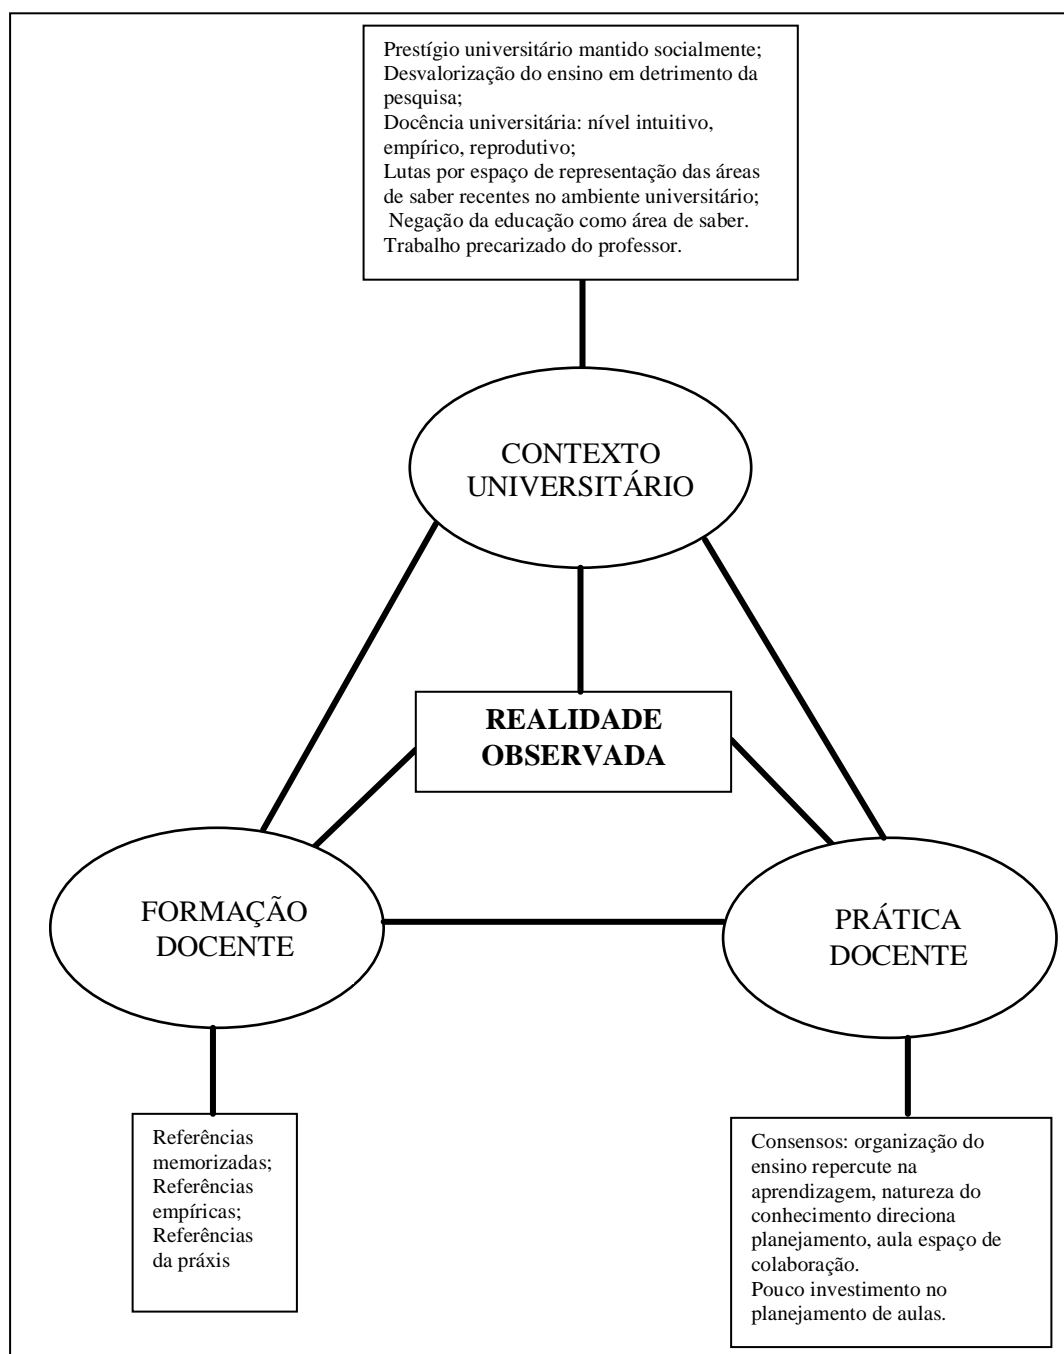 Prestígio universitário mantido socialmente;
Desvalorização do ensino em detrimento da
pesquisa;
Docência universitária: nível intuitivo,
empírico, reprodutivo;
Lutas por espaço de representação das áreas
de saber recentes no ambiente universitário;
Negação da educação como área de saber.
Trabalho precarizado do professor.
CONTEXTO
UNIVERSITÁRIO
REALIDADE
OBSERVADA
FORMAÇÃO
DOCENTE
PRÁTICA
DOCENTE
Referências
memorizadas;
Referências
empíricas;
Referências
da práxis
Consensos: organização do
ensino repercute na
aprendizagem, natureza do
conhecimento direciona
planejamento, aula espaço de
colaboração.
Pouco investimento no
planejamento de aulas.